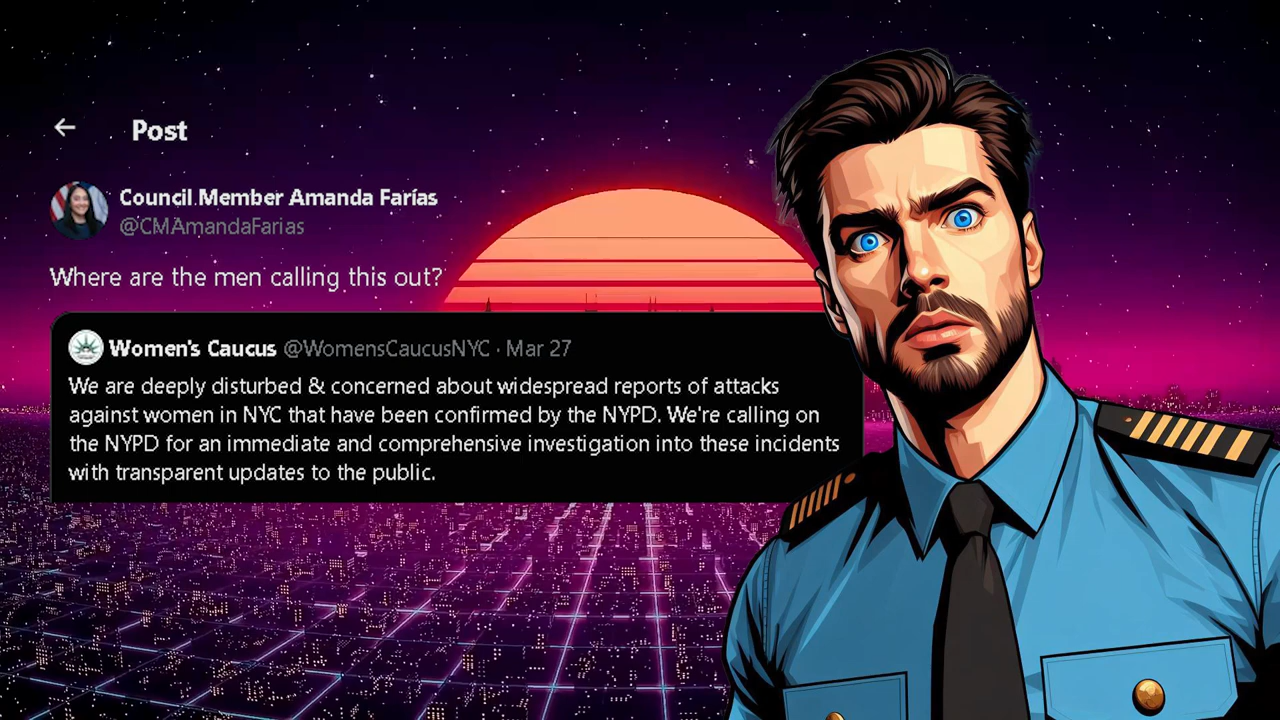 Post
Council Member Amanda Farías
@CMAmandaFarias
Where are the men calling this out?
Women's Caucus @WomensCaucusNYC · Mar 27
We are deeply disturbed & concerned about widespread reports of attacks
against women in NYC that have been confirmed by the NYPD. We're calling on
the NYPD for an immediate and comprehensive investigation into these incidents
with transparent updates to the public.